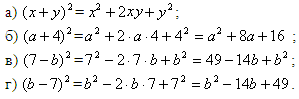 а) (x+y)²= x² +2xy+y² ;
б) (a+4)²=a² +2·a·4+4² = a² +8a+16 ;
в) (7−b)²=7² −2·7·b+b² = 49−14b+b² ;
г) (b−7)²=b² −2·b·7+7² = b² −14b+49 .